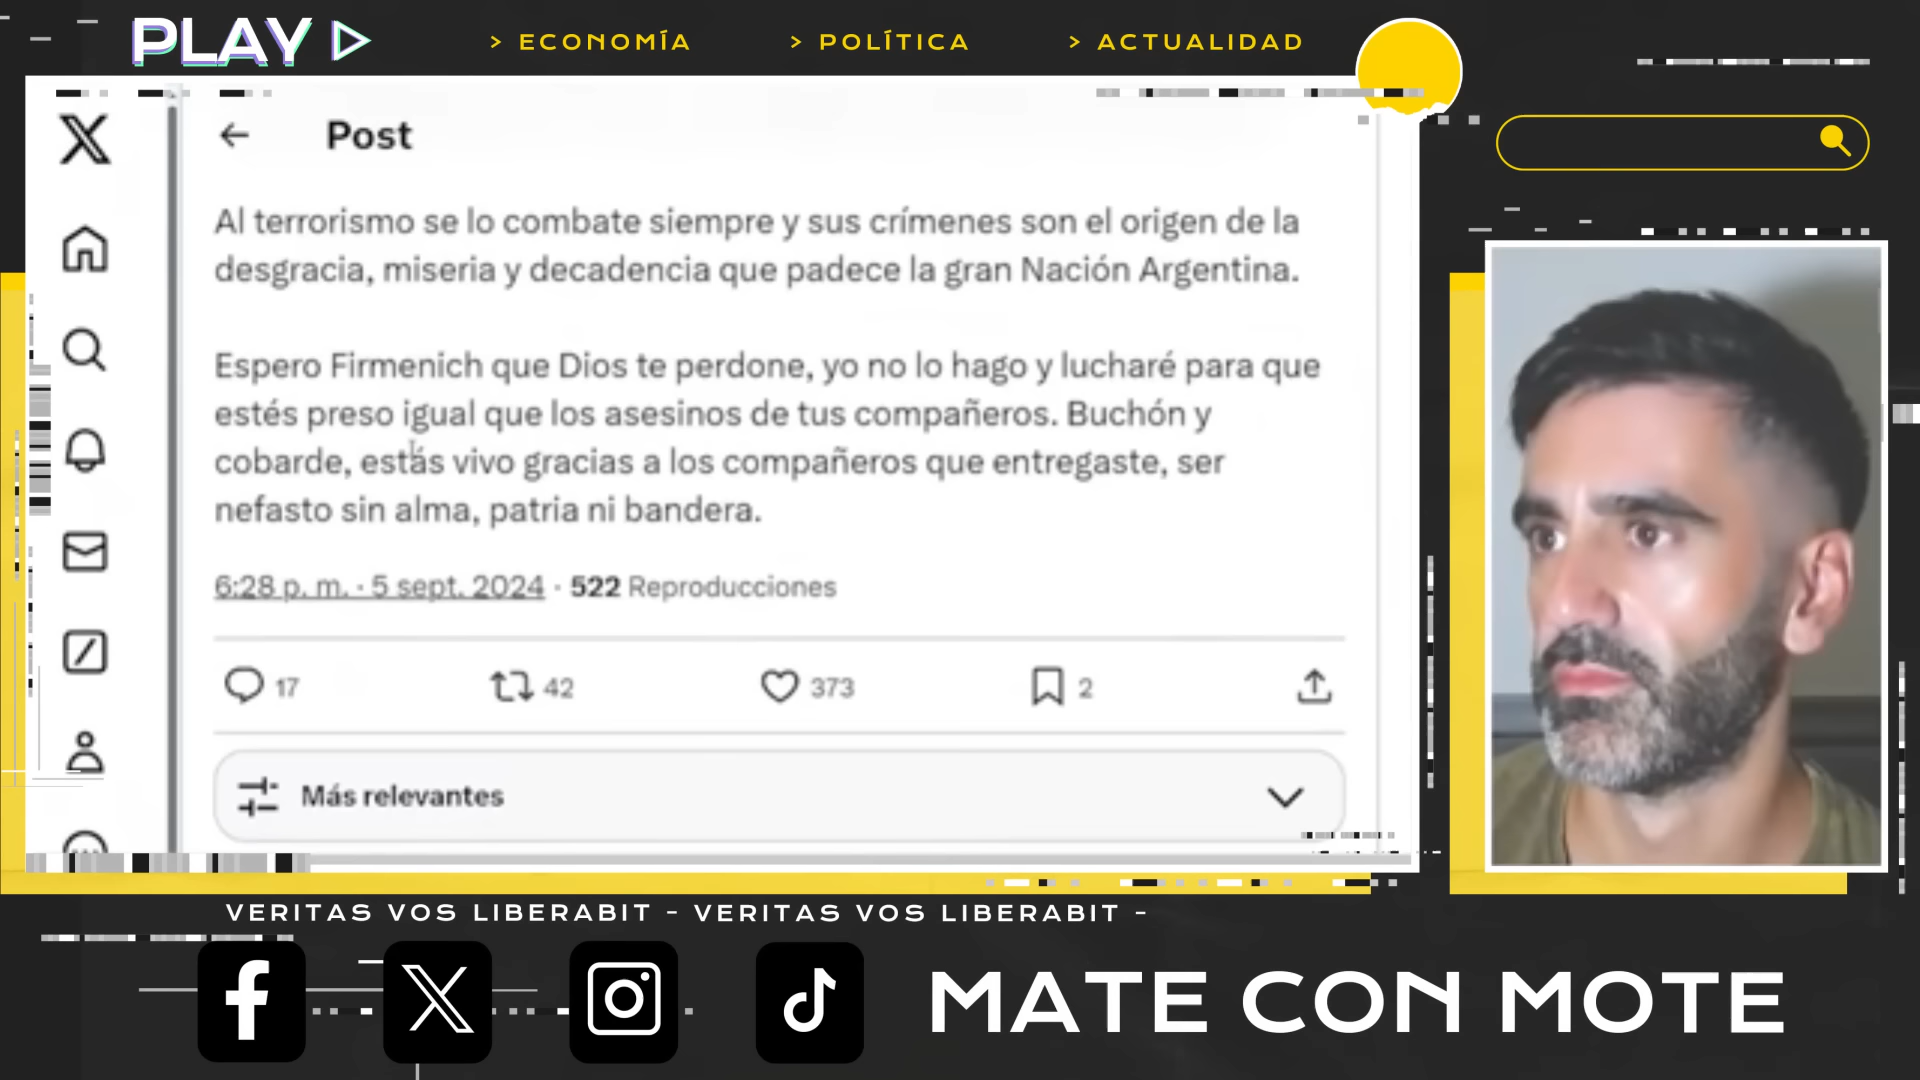 PLAY
> ECONOMÍA
> POLÍTICA
> ACTUALIDAD
Post
Al terrorismo se lo combate siempre y sus crímenes son el origen de la
desgracia, miseria y decadencia que padece la gran Nación Argentina.
Espero Firmenich que Dios te perdone, yo no lo hago y lucharé para que
estés preso igual que los asesinos de tus compañeros. Buchón y
cobarde, estás vivo gracias a los compañeros que entregaste, ser
nefasto sin alma, patria ni bandera.
6:28 p. m. · 5 sept. 2024 · 522 Reproducciones
17 42 373 2
Más relevantes
VERITAS VOS LIBERABIT - VERITAS VOS LIBERABIT -
MATE CON MOTE